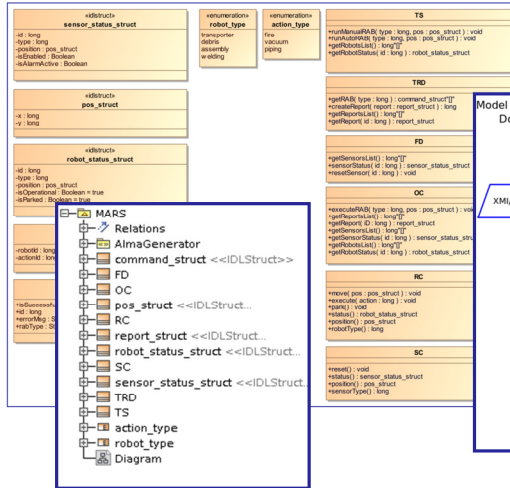 «idlstruct»
sensor_status_struct
-id : long
-type : long
-position : pos_struct
-isEnabled : Boolean
-isAlarmActive : Boolean
«enumeration»
robot_type
transporter
debris
assembly
welding
«enumeration»
action_type
fire
vacuum
piping
TS
+runManualRAB( type : long, pos : pos_struct ) : void
+runAutoRAB( type : long, pos : pos_struct ) : void
+getRobotsList() : long"[]"
+getRobotStatus( id : long ) : robot_status_struct
«idlstruct»
pos_struct
-x : long
-y : long
TRD
+getRAB( type : long ) : command_struct"[]"
+createReport( report : report_struct ) : long
+getReportsList() : long"[]"
+getReport( id : long ) : report_struct
Model
Do
XMI/
«idlstruct»
robot_status_struct
-id : long
-type : long
-position : pos_struct
-isOperational : Boolean = true
-isParked : Boolean = true
FD
+getSensorsList() : long"[]"
+sensorStatus( id : long ) : sensor_status_struct
+resetSensor( id : long ) : void
OC
+executeRAB( type : long, pos : pos_struct ) : void
+getReportsList() : long"[]"
+getReport( iD : long ) : report_struct
+getSensorsList() : long"[]"
+getSensorStatus( id : long ) : sensor_status_stru
+getRobotsList() : long"[]"
+getRobotStatus( id : long ) : robot_status_struct
-robotId : long
-actionId : long
+isSuccessfu
+id : long
+errorMsg : S
+rabType : St
RC
+move( pos : pos_struct ) : void
+execute( action : long ) : void
+park() : void
+status() : robot_status_struct
+position() : pos_struct
+robotType() : long
SC
+reset() : void
+status() : sensor_status_struct
+position() : pos_struct
+sensorType() : long
MARS
Relations
AlmaGenerator
command_struct <<IDLStruct>>
FD
OC
pos_struct <<IDLStruct...
RC
report_struct <<IDLStruct...
robot_status_struct <<IDLStruct...
SC
sensor_status_struct <<IDLStruct...
TRD
TS
action_type
robot_type
Diagram